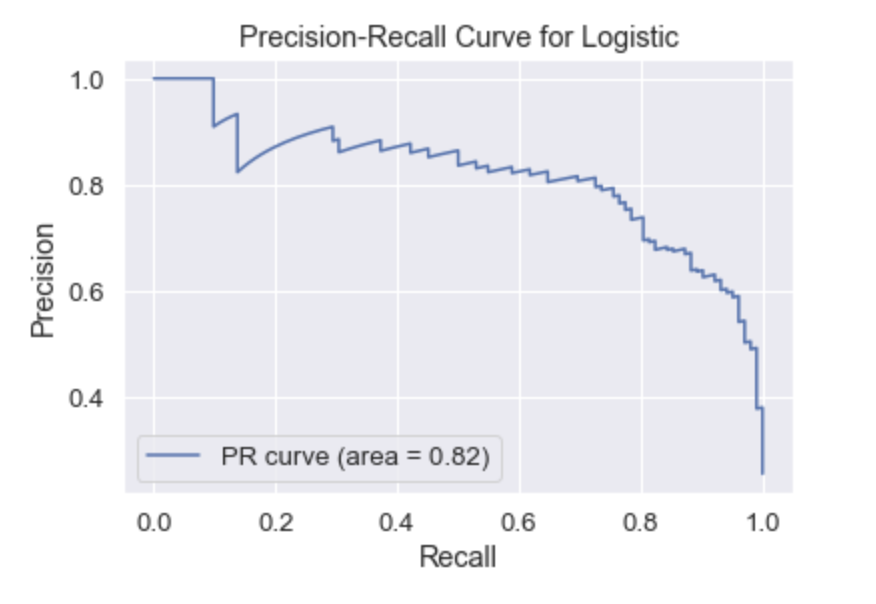 Precision-Recall Curve for Logistic
1.0
0.8
0.6
0.4
Precision
PR curve (area = 0.82)
0.0 0.2 0.4 0.6 0.8 1.0
Recall